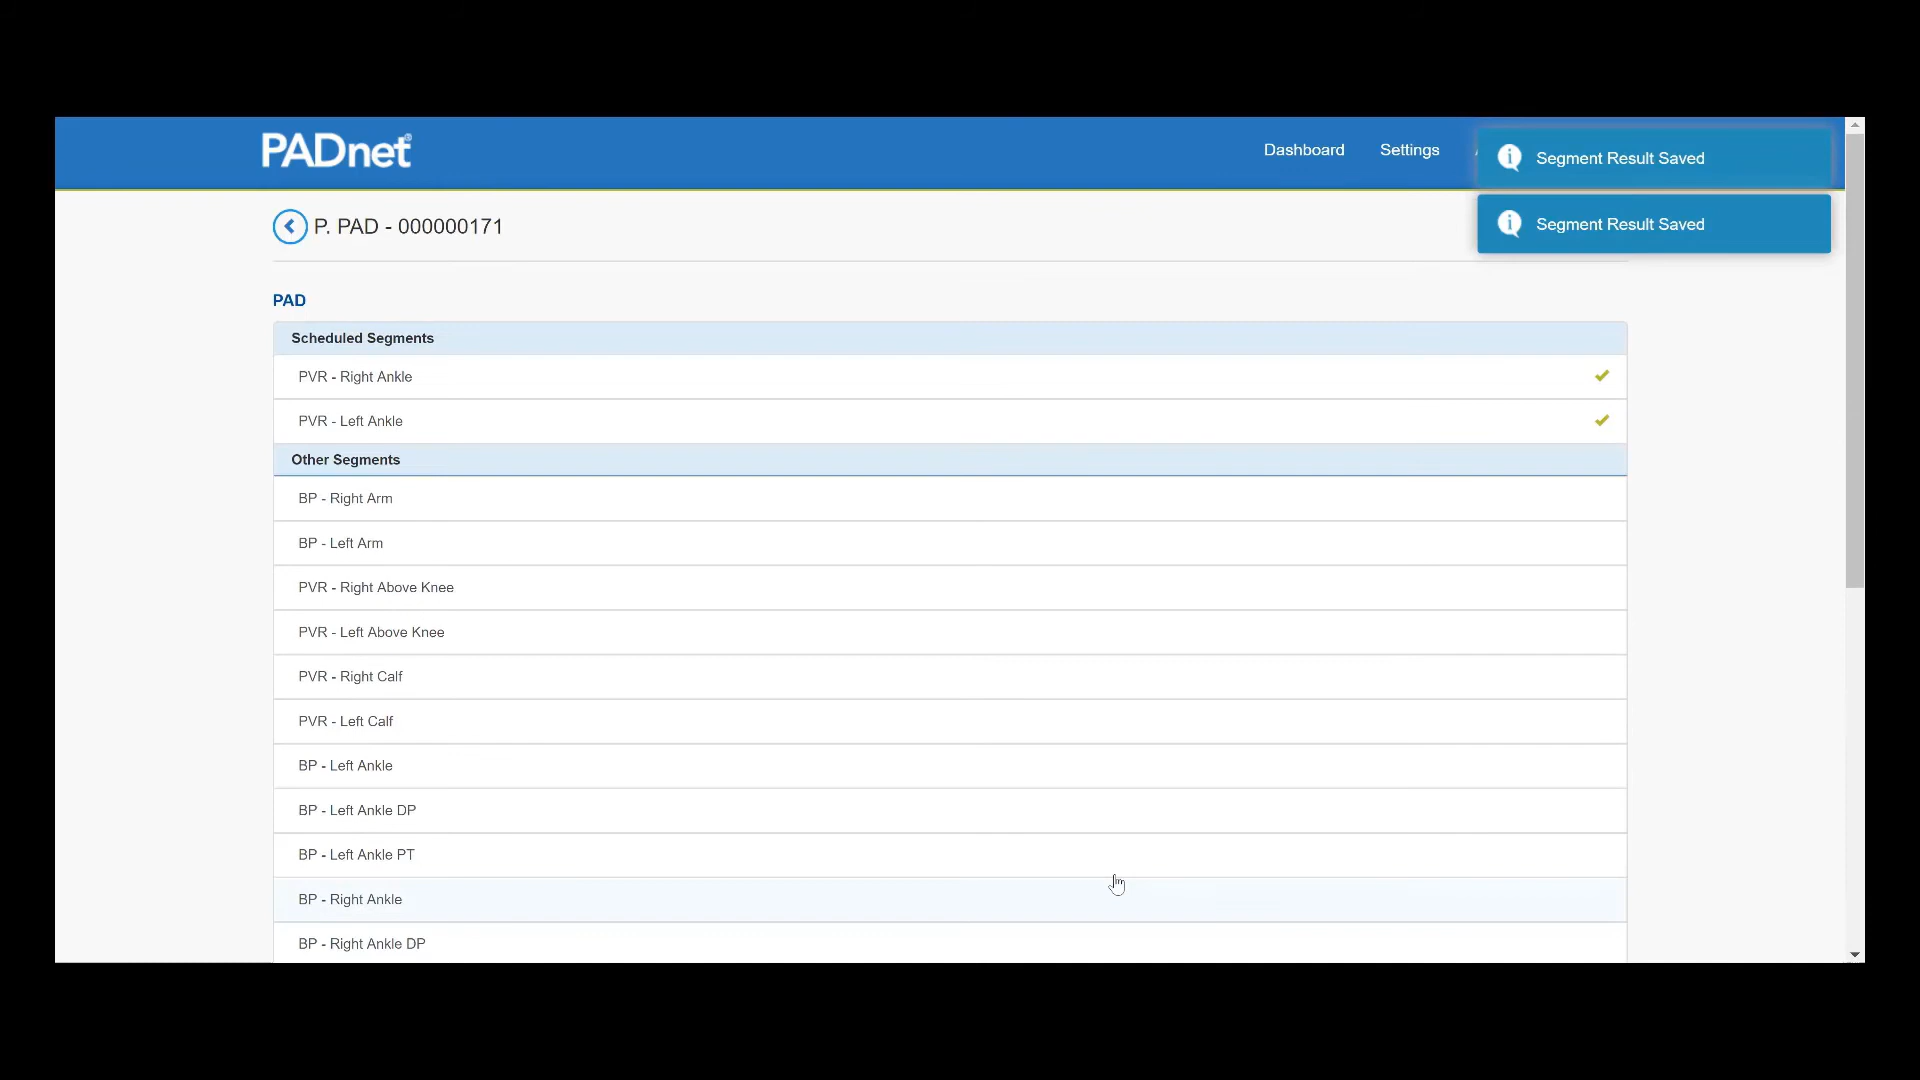 PADnet®
Dashboard
Settings
Segment Result Saved
P. PAD - 000000171
Segment Result Saved
PAD
Scheduled Segments
PVR - Right Ankle
PVR - Left Ankle
Other Segments
BP - Right Arm
BP - Left Arm
PVR - Right Above Knee
PVR - Left Above Knee
PVR - Right Calf
PVR - Left Calf
BP - Left Ankle
BP - Left Ankle DP
BP - Left Ankle PT
BP - Right Ankle
BP - Right Ankle DP